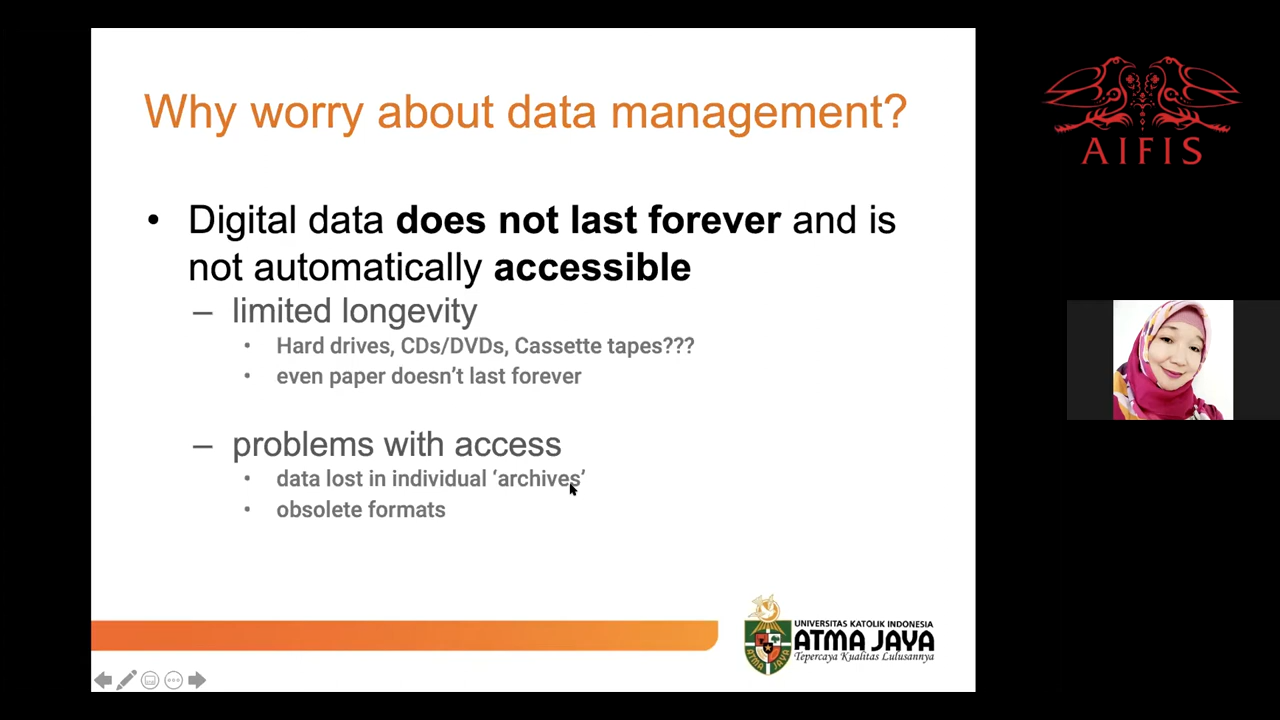 Why worry about data management?
• Digital data does not last forever and is
not automatically accessible
– limited longevity
• Hard drives, CDs/DVDs, Cassette tapes???
• even paper doesn’t last forever
– problems with access
• data lost in individual ‘archives’
• obsolete formats
UNIVERSITAS KATOLIK INDONESIA
ATMA JAYA
Tepercaya Kualitas Lulusannya
ATMA JAYA
AIFIS